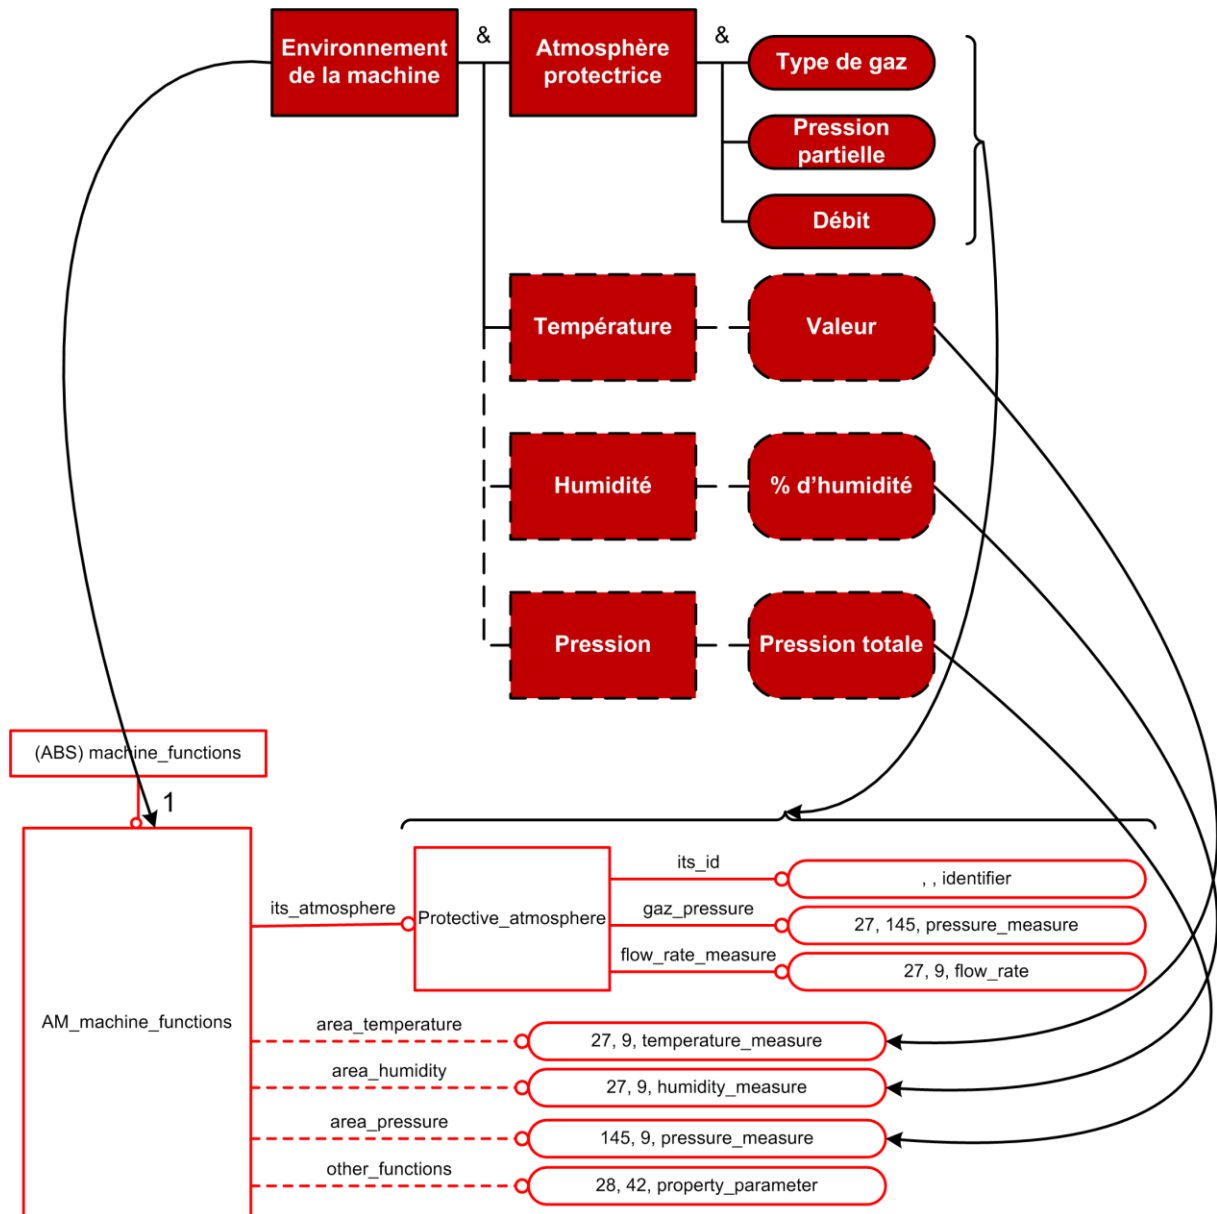 Environnement
de la machine
&
Atmosphère
protectrice
&
Type de gaz
Pression
partielle
Débit
Température
Valeur
Humidité
% d’humidité
Pression
Pression totale
(ABS) machine_functions
1
AM_machine_functions
its_atmosphere
Protective_atmosphere
its_id
, , identifier
gaz_pressure
27, 145, pressure_measure
flow_rate_measure
27, 9, flow_rate
area_temperature
27, 9, temperature_measure
area_humidity
27, 9, humidity_measure
area_pressure
145, 9, pressure_measure
other_functions
28, 42, property_parameter